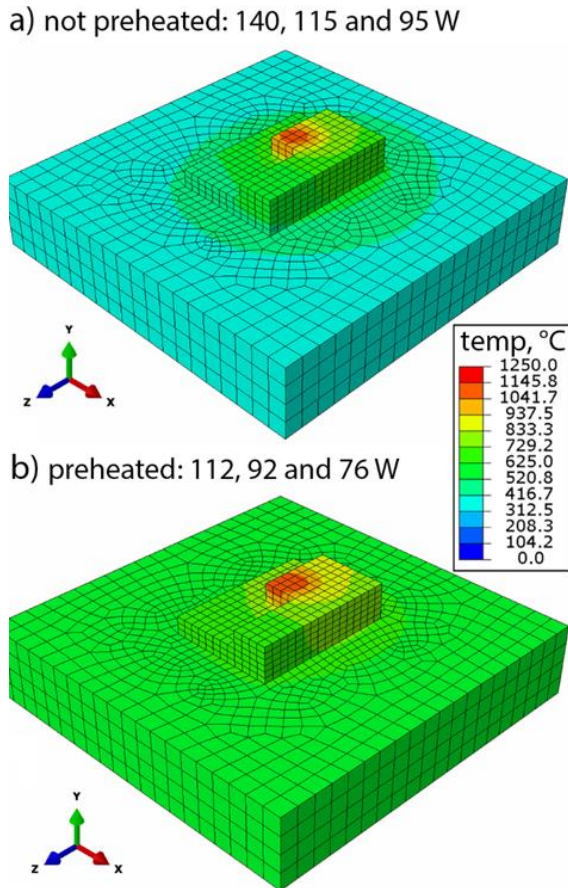 a) not preheated: 140, 115 and 95 W
Y
Z
X
temp, °C
1250.0
1145.8
1041.7
937.5
833.3
729.2
625.0
520.8
416.7
312.5
208.3
104.2
0.0
b) preheated: 112, 92 and 76 W
Y
Z
X